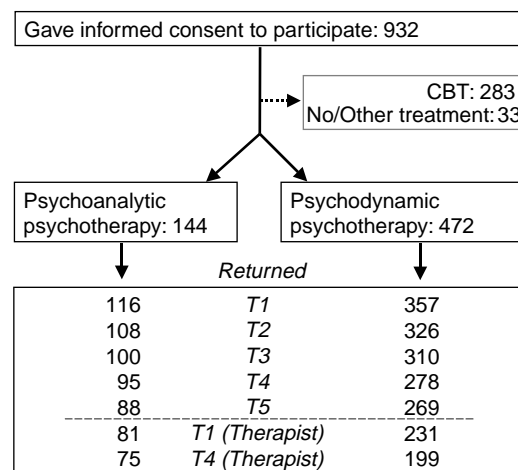 Gave informed consent to participate: 932
CBT: 283
No/Other treatment: 33
Psychoanalytic
psychotherapy: 144
Psychodynamic
psychotherapy: 472
Returned
116 T1 357
108 T2 326
100 T3 310
95 T4 278
88 T5 269
81 T1 (Therapist) 231
75 T4 (Therapist) 199